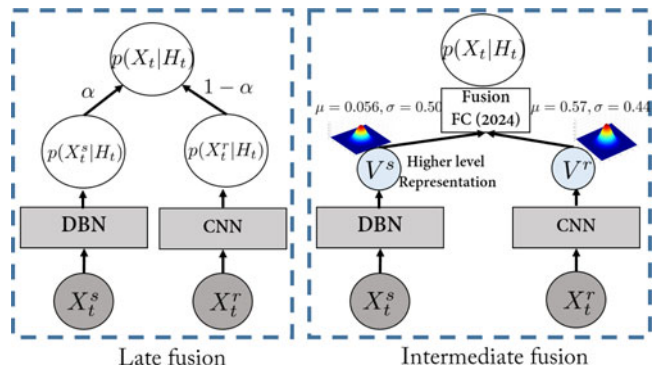 p(X_t|H_t)
α
1 − α
p(X_t^s|H_t)
p(X_t^r|H_t)
DBN
CNN
X_t^s
X_t^r
Late fusion
p(X_t|H_t)
μ = 0.056, σ = 0.50
Fusion
FC (2024)
μ = 0.57, σ = 0.44
V^s
Higher level
Representation
V^r
DBN
CNN
X_t^s
X_t^r
Intermediate fusion